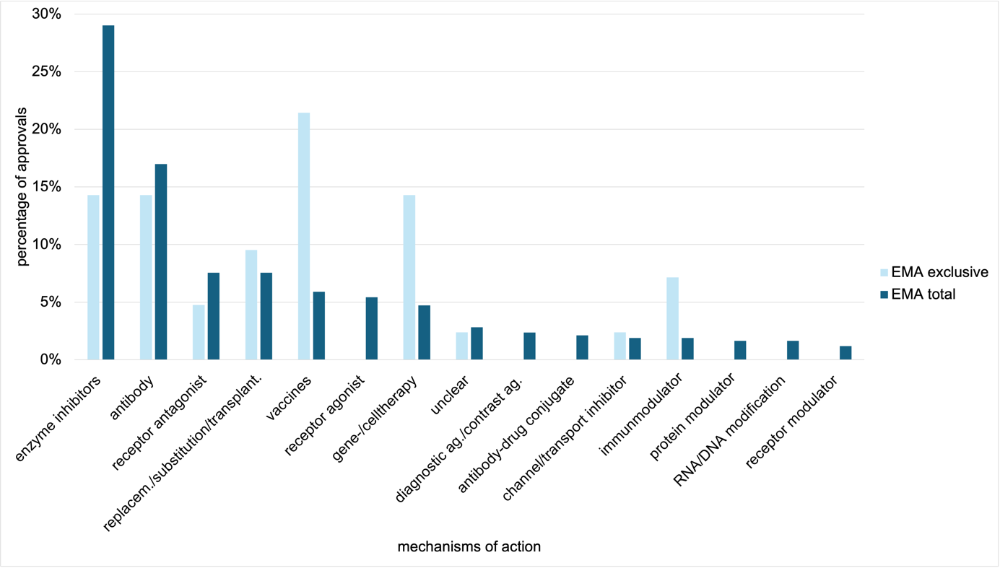 30%
25%
20%
15%
10%
5%
0%
percentage of approvals
enzyme inhibitors
antibody
receptor antagonist
replacem./substitution/transplant.
vaccines
receptor agonist
gene-/celltherapy
unclear
diagnostic ag./contrast ag.
antibody-drug conjugate
channel/transport inhibitor
immunmodulator
protein modulator
RNA/DNA modification
receptor modulator
mechanisms of action
EMA exclusive
EMA total